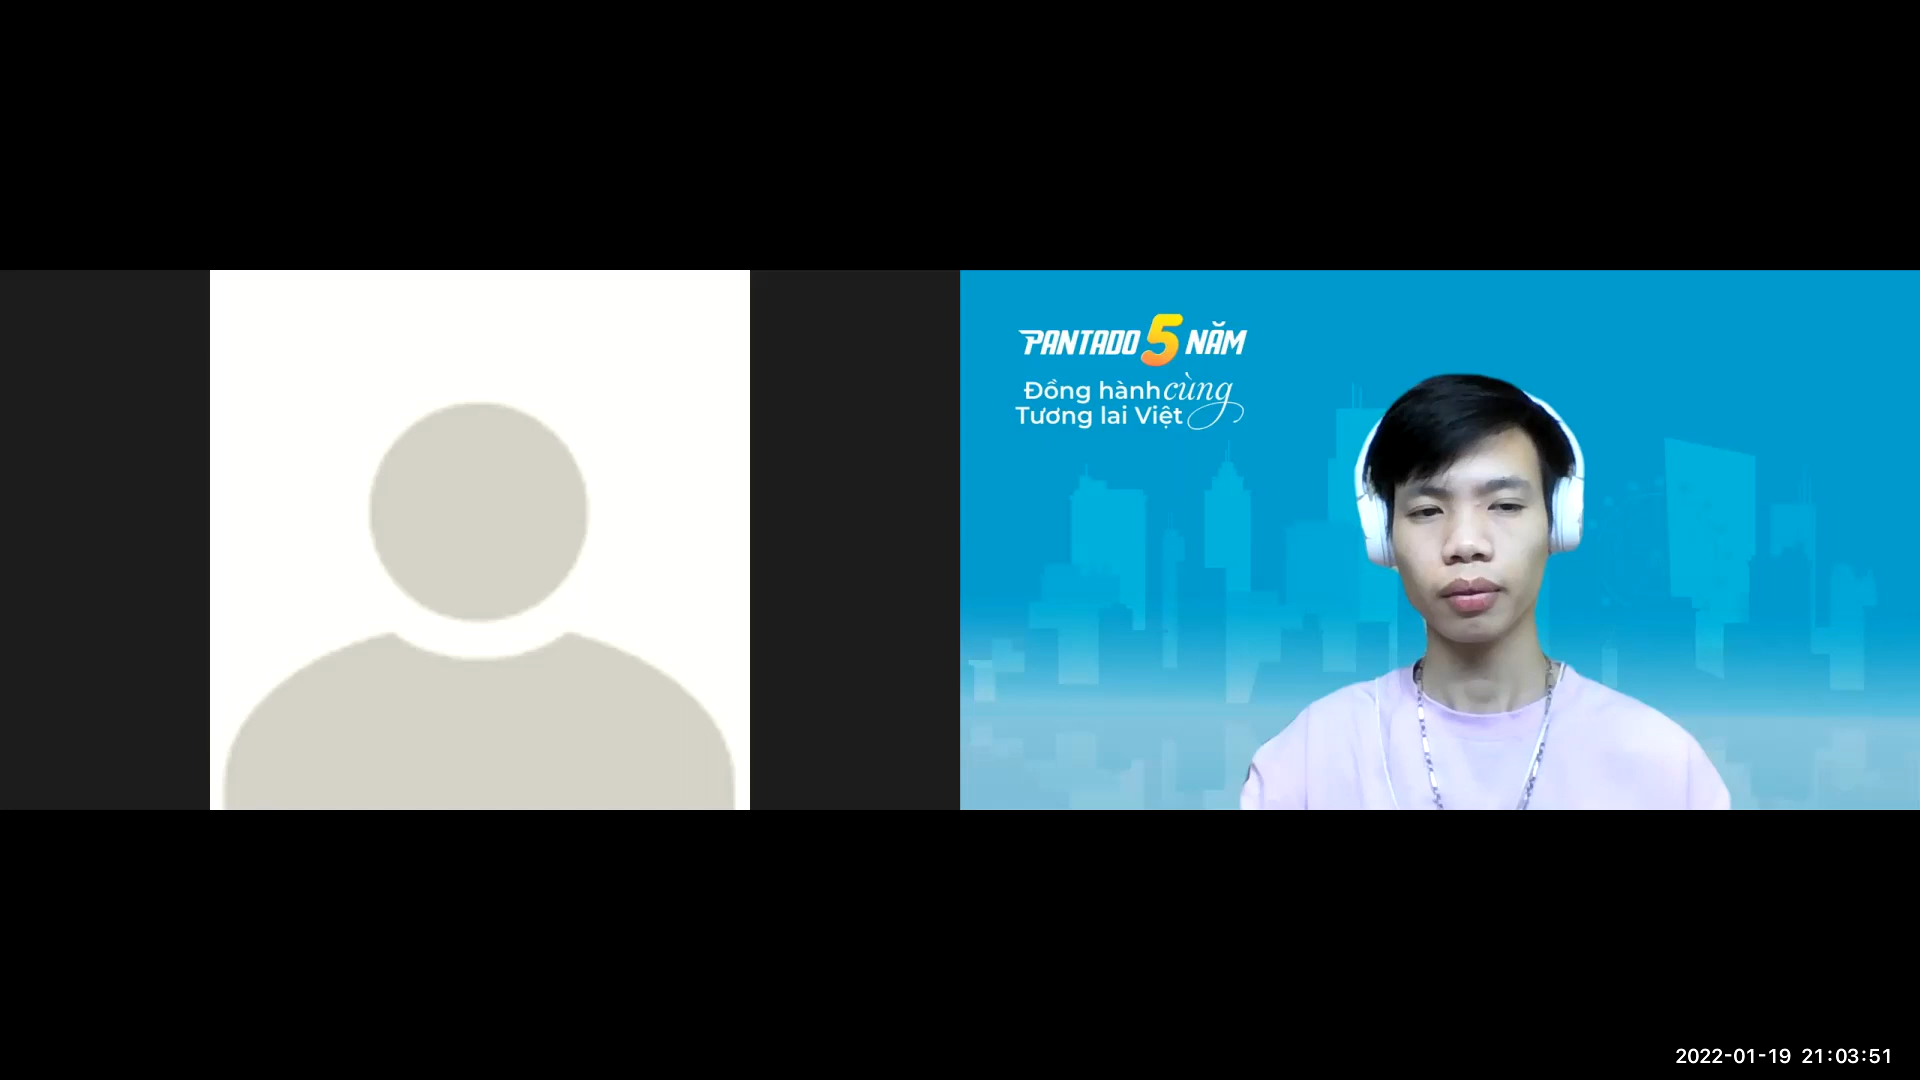 PANTADO 5 NĂM
Đồng hành cùng
Tương lai Việt
2022-01-19 21:03:51